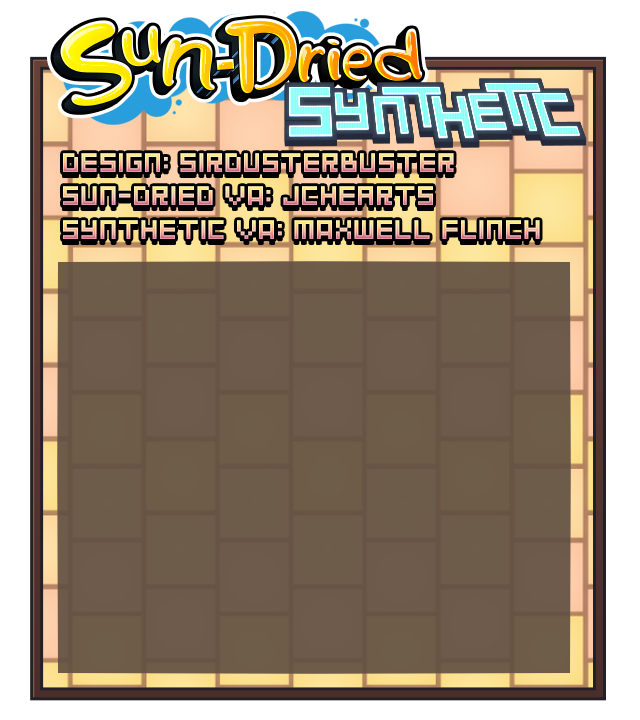 Sun-Dried
SYNTHETIC
DESIGN: SIRDUSTERBUSTER
SUN-DRIED VA: JCHEARTS
SYNTHETIC VA: MAXWELL FLINCH